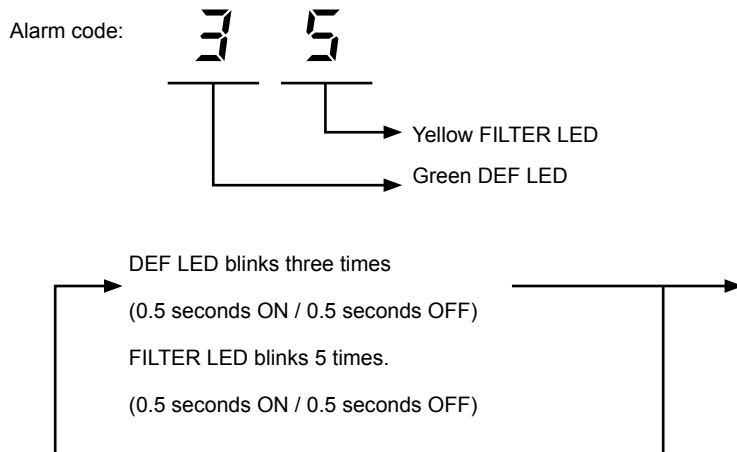 Alarm code: 3 5
Yellow FILTER LED
Green DEF LED
DEF LED blinks three times
(0.5 seconds ON / 0.5 seconds OFF)
FILTER LED blinks 5 times.
(0.5 seconds ON / 0.5 seconds OFF)